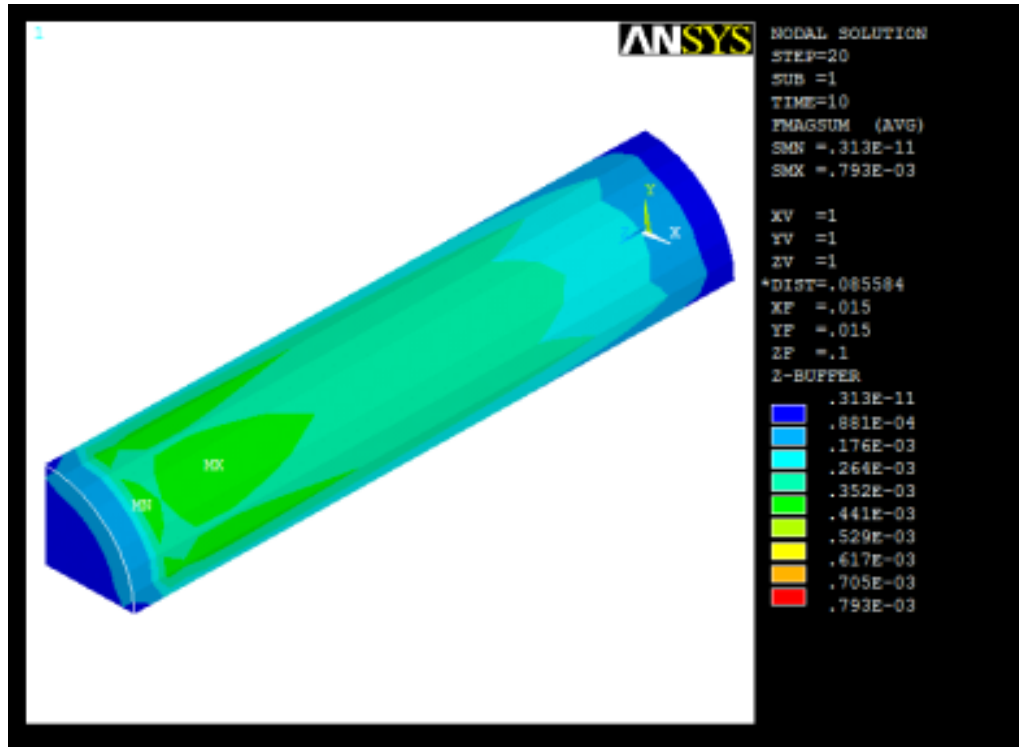 1
ANSYS
NODAL SOLUTION
STEP=20
SUB =1
TIME=10
FMAGSUM (AVG)
SMN =.313E-11
SMX =.793E-03
XV =1
YV =1
ZV =1
*DIST=.085584
XF =.015
YF =.015
ZF =.1
Z-BUFFER
.313E-11
.881E-04
.176E-03
.264E-03
.352E-03
.441E-03
.529E-03
.617E-03
.705E-03
.793E-03
Y
Z X
MX
MN